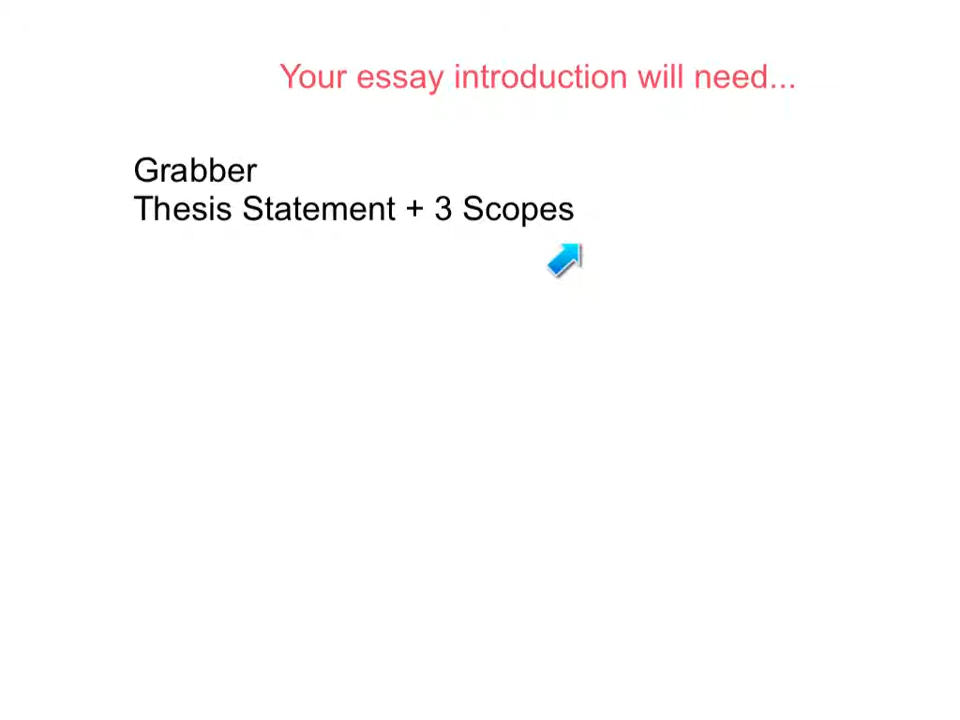 Your essay introduction will need...
Grabber
Thesis Statement + 3 Scopes